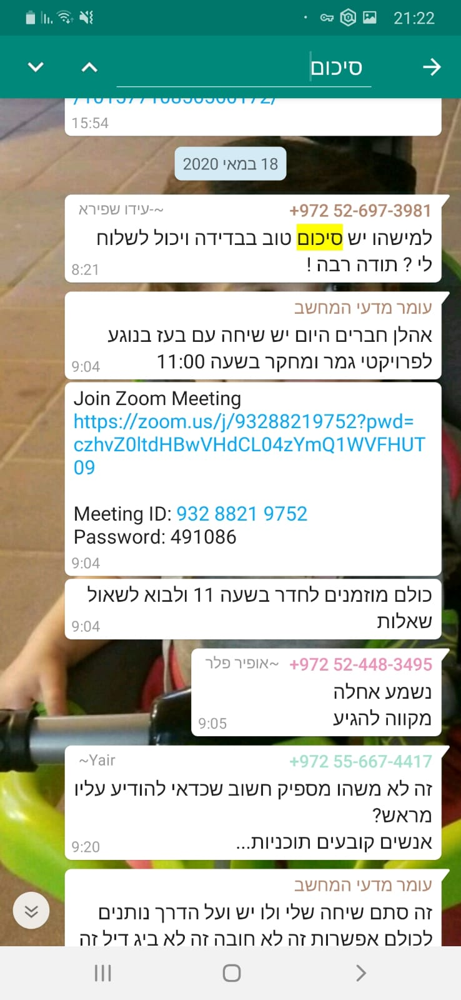 21:22
סיכום
15:54
18 במאי 2020
+972 52-697-3981 ~-עידו שפירא
למישהו יש סיכום טוב בבדידה ויכול לשלוח
לי ? תודה רבה !
8:21
עומר מדעי המחשב
אהלן חברים היום יש שיחה עם בעז בנוגע
לפרויקטי גמר ומחקר בשעה 11:00
9:04
Join Zoom Meeting
https://zoom.us/j/93288219752?pwd=
czhvZ0ltdHBwVHdCL04zYmQ1WVFHUT
09
Meeting ID: 932 8821 9752
Password: 491086
9:04
כולם מוזמנים לחדר בשעה 11 ולבוא לשאול
שאלות
9:04
+972 52-448-3495 ~אופיר פלר
נשמע אחלה
מקווה להגיע
9:05
+972 55-667-4417 ~Yair
זה לא משהו מספיק חשוב שכדאי להודיע עליו
מראש?
אנשים קובעים תוכניות...
9:20
עומר מדעי המחשב
זה סתם שיחה שלי ולו יש ועל הדרך נותנים
לכולם אפשרות זה לא חובה זה לא ביג דיל זה